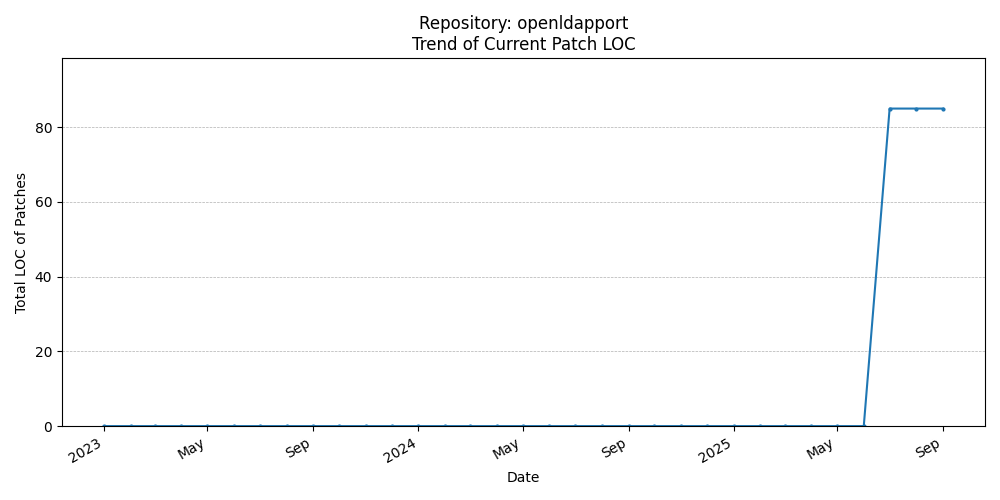 Repository: openldapport
Trend of Current Patch LOC
Total LOC of Patches
80
60
40
20
0
2023
May
Sep
2024
May
Sep
2025
May
Sep
Date